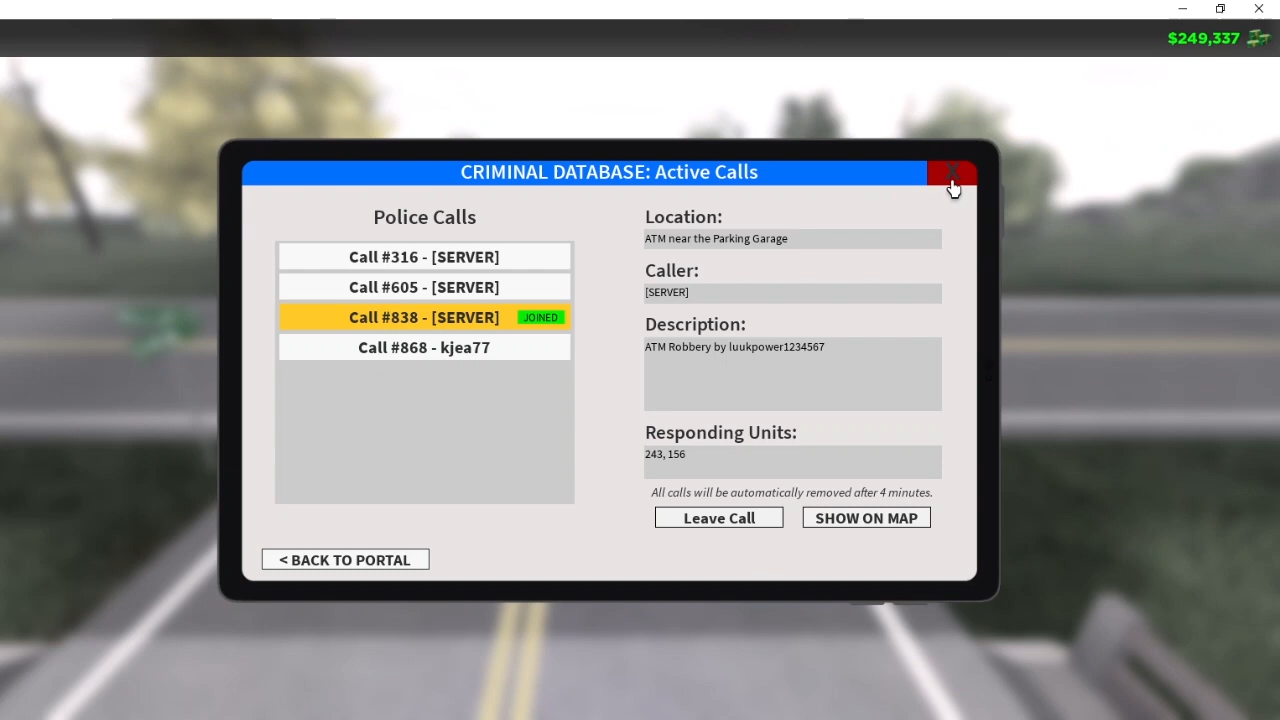 $249,337
CRIMINAL DATABASE: Active Calls
X
Police Calls
Call #316 - [SERVER]
Call #605 - [SERVER]
Call #838 - [SERVER] JOINED
Call #868 - kjea77
Location:
ATM near the Parking Garage
Caller:
[SERVER]
Description:
ATM Robbery by luukpower1234567
Responding Units:
243, 156
All calls will be automatically removed after 4 minutes.
Leave Call
SHOW ON MAP
< BACK TO PORTAL